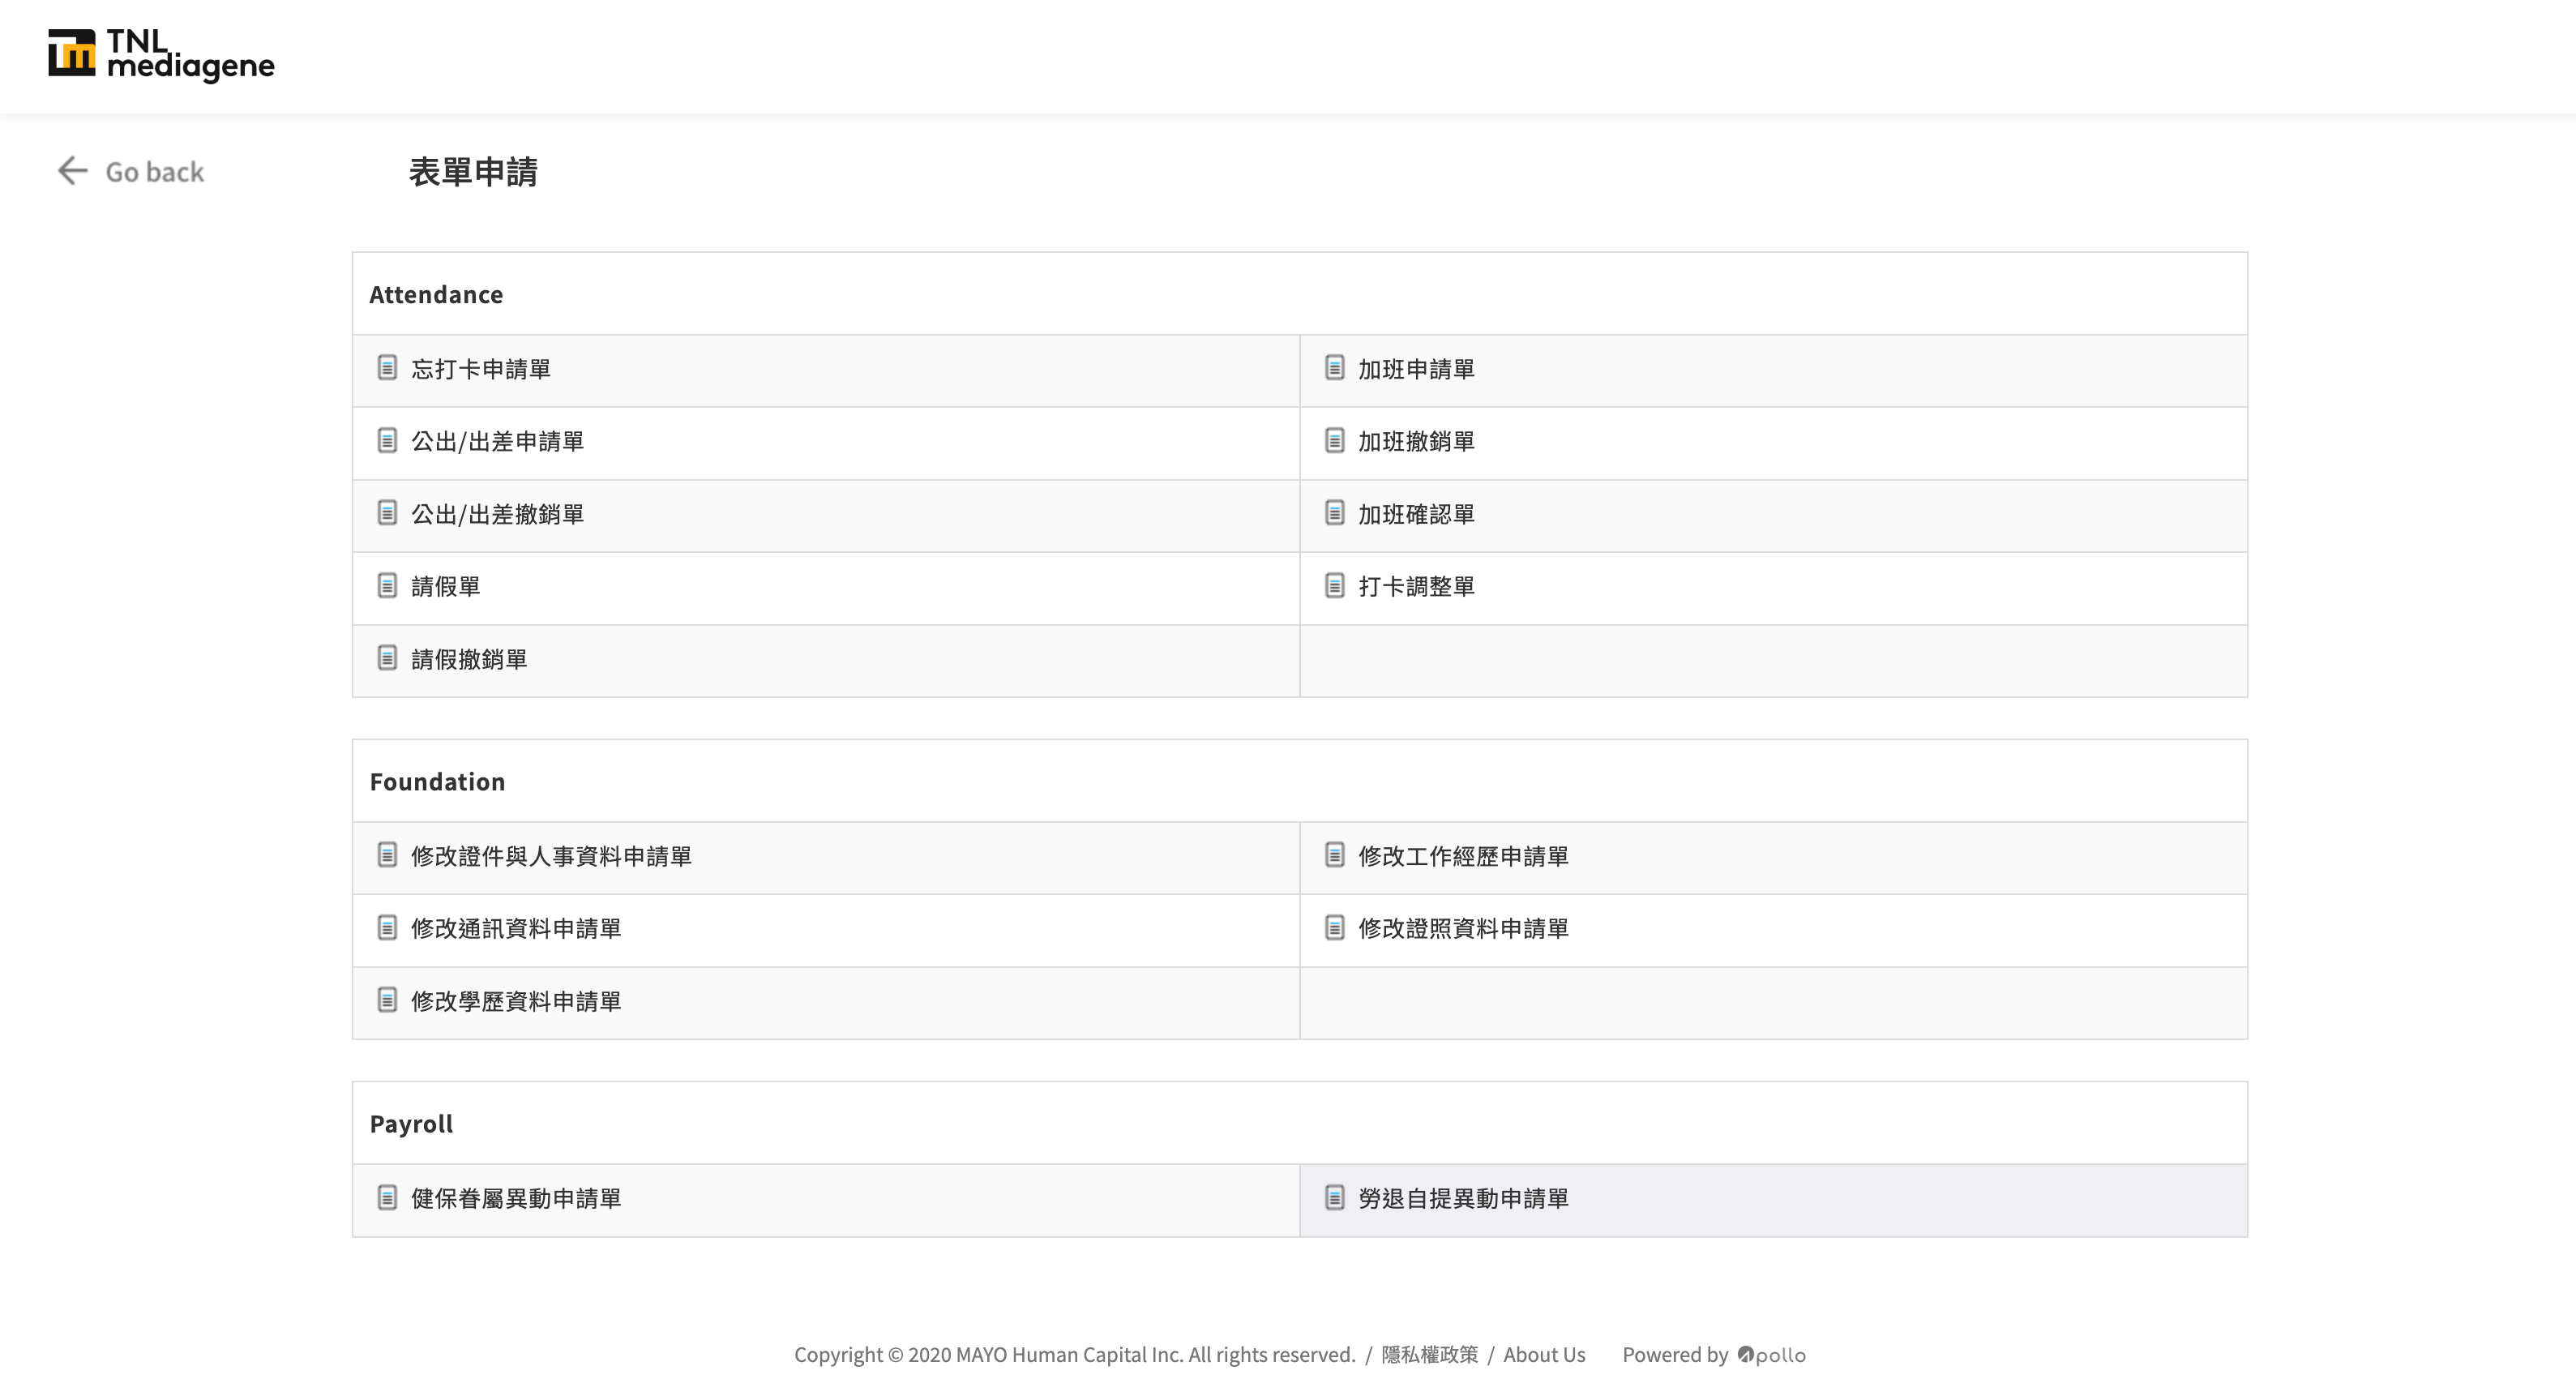 TNL
mediagene
Go back
表單申請
Attendance
忘打卡申請單
加班申請單
公出/出差申請單
加班撤銷單
公出/出差撤銷單
加班確認單
請假單
打卡調整單
請假撤銷單
Foundation
修改證件與人事資料申請單
修改工作經歷申請單
修改通訊資料申請單
修改證照資料申請單
修改學歷資料申請單
Payroll
健保眷屬異動申請單
勞退自提異動申請單
Copyright © 2020 MAYO Human Capital Inc. All rights reserved. / 隱私權政策 / About Us Powered by Apollo